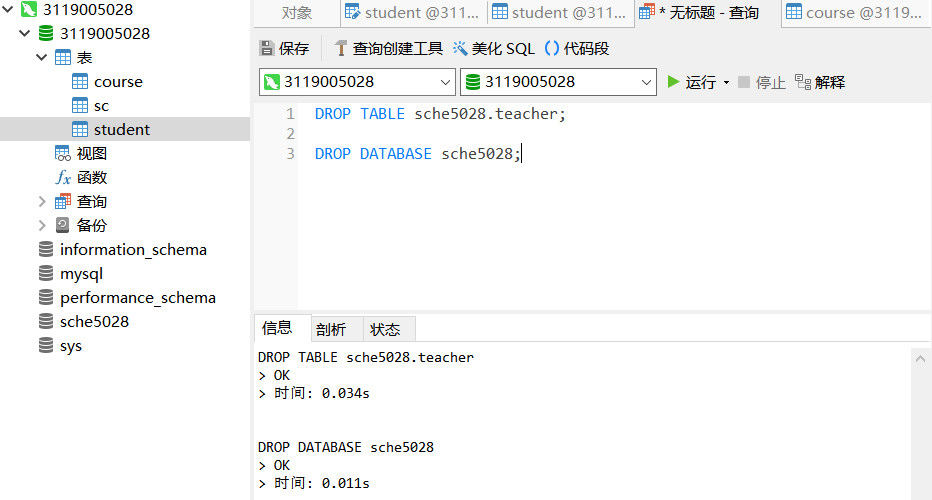 3119005028
3119005028
表
course
sc
student
视图
fx 函数
查询
备份
information_schema
mysql
performance_schema
sche5028
sys
对象
student @311...
student @311...
* 无标题 - 查询
course @3119...
保存
查询创建工具
美化 SQL
() 代码段
3119005028
3119005028
运行
停止
解释
1 DROP TABLE sche5028.teacher;
2
3 DROP DATABASE sche5028;
信息
剖析
状态
DROP TABLE sche5028.teacher
> OK
> 时间: 0.034s
DROP DATABASE sche5028
> OK
> 时间: 0.011s